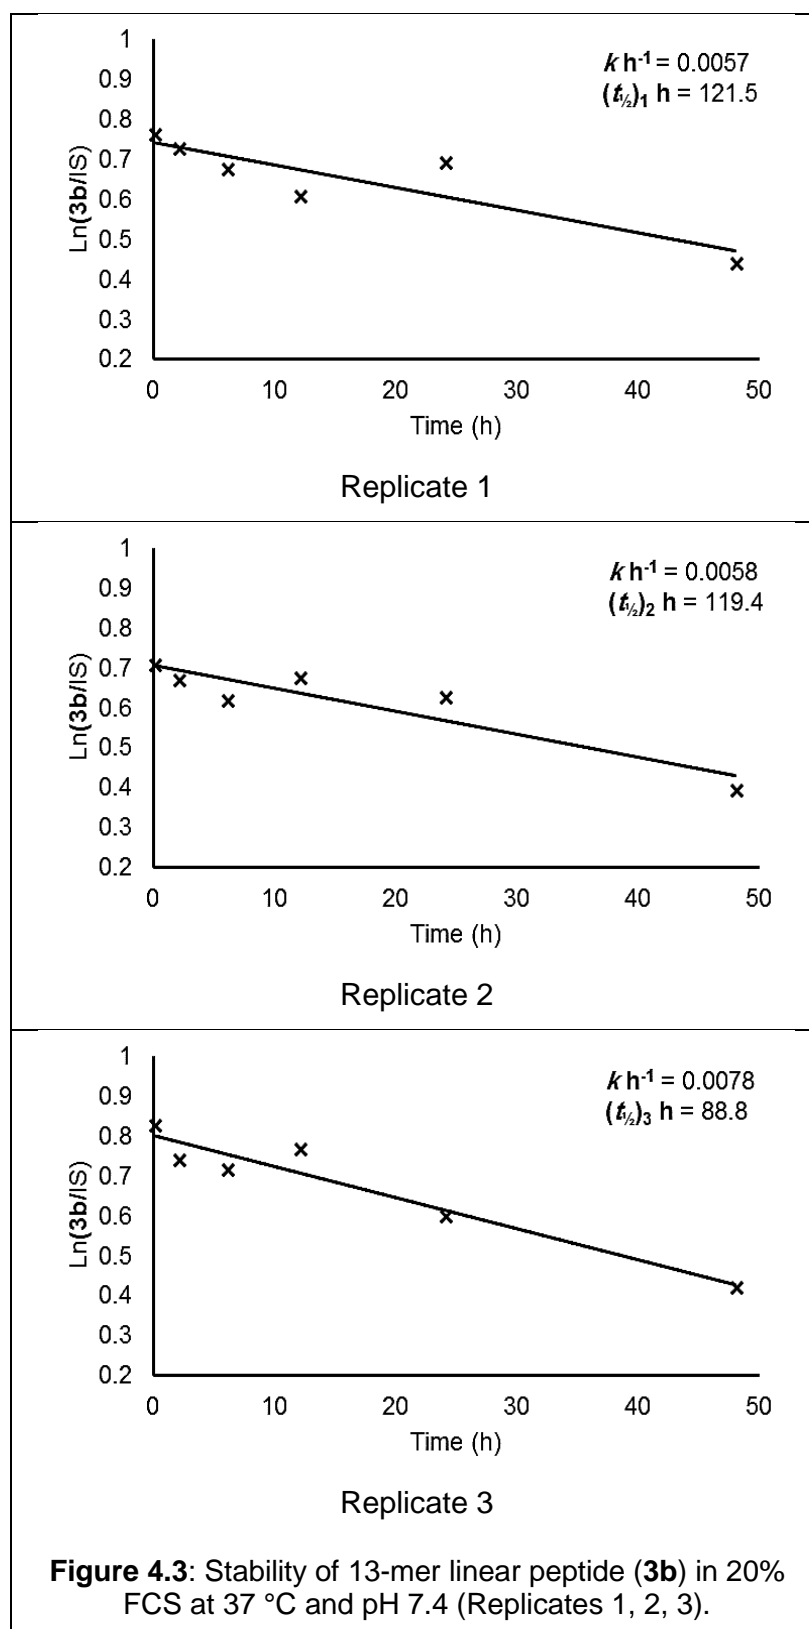 1
0.9
0.8
0.7
0.6
0.5
0.4
0.3
0.2
Ln(3b/IS)
k h-1 = 0.0057
(t½)1 h = 121.5
0 10 20 30 40 50
Time (h)
Replicate 1
1
0.9
0.8
0.7
0.6
0.5
0.4
0.3
0.2
Ln(3b/IS)
k h-1 = 0.0058
(t½)2 h = 119.4
0 10 20 30 40 50
Time (h)
Replicate 2
1
0.9
0.8
0.7
0.6
0.5
0.4
0.3
0.2
Ln(3b/IS)
k h-1 = 0.0078
(t½)3 h = 88.8
0 10 20 30 40 50
Time (h)
Replicate 3
Figure 4.3: Stability of 13-mer linear peptide (3b) in 20%
FCS at 37 °C and pH 7.4 (Replicates 1, 2, 3).